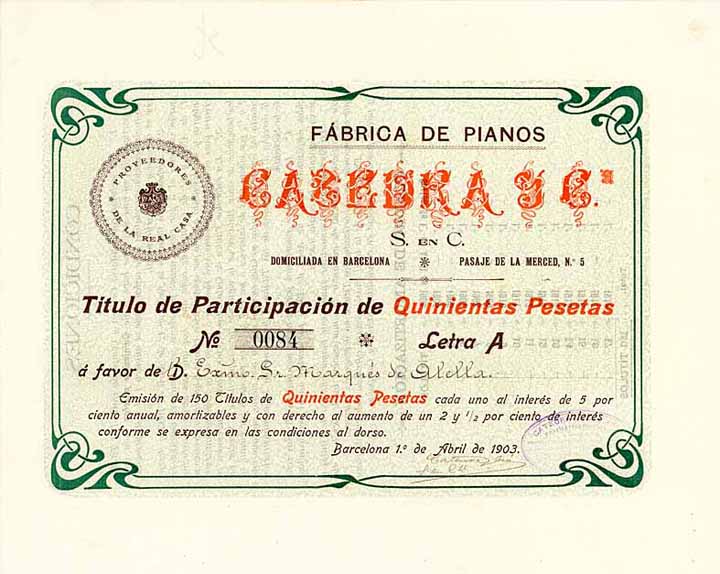 FÁBRICA DE PIANOS
PROVEEDORES
DE LA REAL CASA
S. EN C.
DOMICILIADA EN BARCELONA PASAJE DE LA MERCED, N.º 5
Título de Participación de Quinientas Pesetas
No 0084 Letra A
á favor de D. Exmo. Sr. Marqués de Alella.
Emisión de 150 Títulos de Quinientas Pesetas cada uno al interés de 5 por
ciento anual, amortizables y con derecho al aumento de un 2 y 1/2 por ciento de interés
conforme se expresa en las condiciones al dorso.
Barcelona 1.º de Abril de 1903.